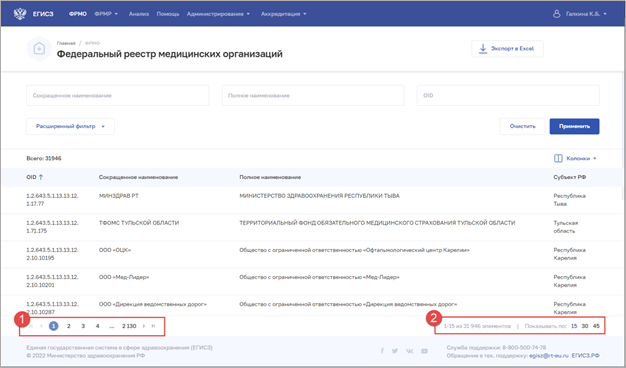 ЕГИСЗ ФРМО ФРМР Анализ Помощь Администрирование Аккредитация Галкина К.Б.
Главная / ФРМО
Федеральный реестр медицинских организаций
Экспорт в Excel
Сокращенное наименование Полное наименование OID
Расширенный фильтр Очистить Применить
Всего: 31946 Колонки
OID Сокращенное наименование Полное наименование Субъект РФ
1.2.643.5.1.13.13.12. МИНЗДРАВ РТ МИНИСТЕРСТВО ЗДРАВООХРАНЕНИЯ РЕСПУБЛИКИ ТЫВА Республика
1.17.77 Тыва
1.2.643.5.1.13.13.12. ТФОМС ТУЛЬСКОЙ ОБЛАСТИ ТЕРРИТОРИАЛЬНЫЙ ФОНД ОБЯЗАТЕЛЬНОГО МЕДИЦИНСКОГО СТРАХОВАНИЯ ТУЛЬСКОЙ ОБЛАСТИ Тульская
1.71.175 область
1.2.643.5.1.13.13.12. ООО «ОЦК» Общество с ограниченной ответственностью «Офтальмологический центр Карелии» Республика
2.10.10195 Карелия
1.2.643.5.1.13.13.12. ООО «Мед-Лидер» Общество с ограниченной ответственностью «Мед-Лидер» Республика
2.10.10201 Карелия
1.2.643.5.1.13.13.12. ООО «Дирекция ведомственных дорог» Общество с ограниченной ответственностью «Дирекция ведомственных дорог» Республика
2.10.10287 Карелия
1 2
1 2 3 4 ... 2 130 1-15 из 31 946 элементов | Показывать по: 15 30 45
Единая государственная система в сфере здравоохранения (ЕГИСЗ) Служба поддержки: 8-800-500-74-78
© 2022 Министерство здравоохранения РФ Обращение в тех. поддержку: egisz@rt-eu.ru ЕГИСЗ.РФ